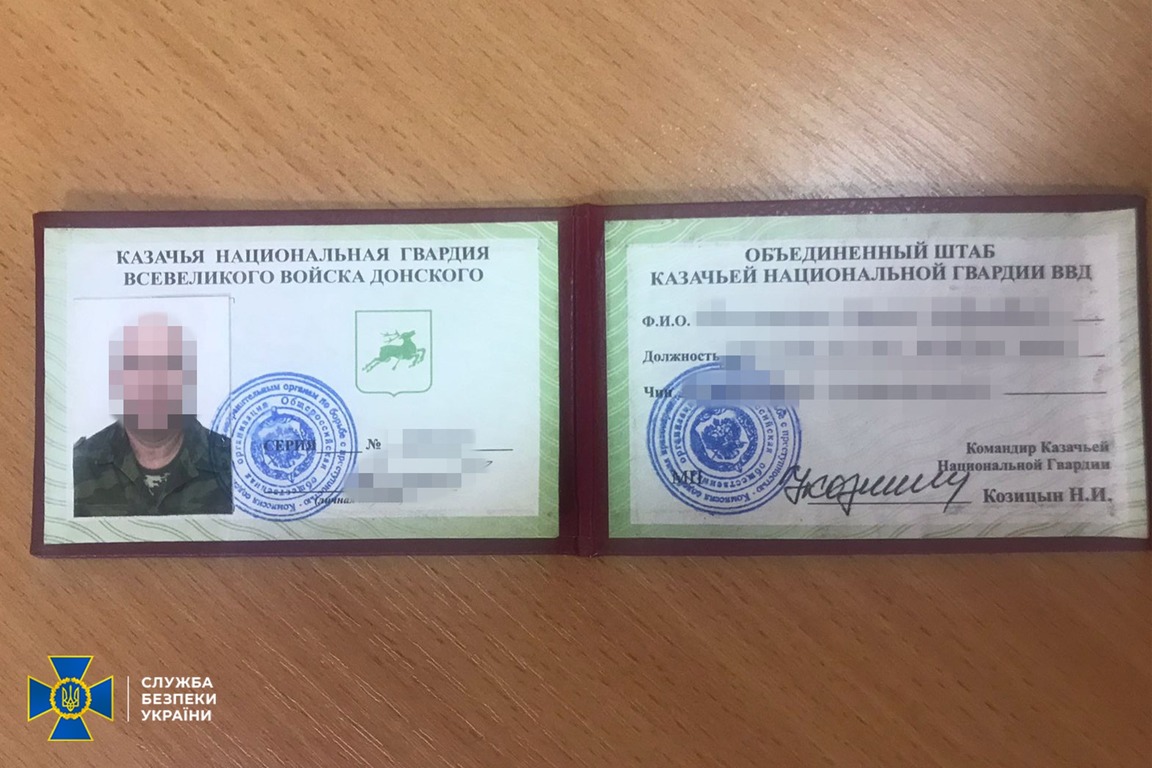 КАЗАЧЬЯ НАЦИОНАЛЬНАЯ ГВАРДИЯ
ВСЕВЕЛИКОГО ВОЙСКА ДОНСКОГО
СЕРИЯ №
(личная
ОБЪЕДИНЕННЫЙ ШТАБ
КАЗАЧЬЕЙ НАЦИОНАЛЬНОЙ ГВАРДИИ ВВД
Ф.И.О.
Должность
Чин
Командир Казачьей
Национальной Гвардии
МП
Козицын Н.И.
СЛУЖБА
БЕЗПЕКИ
УКРАЇНИ